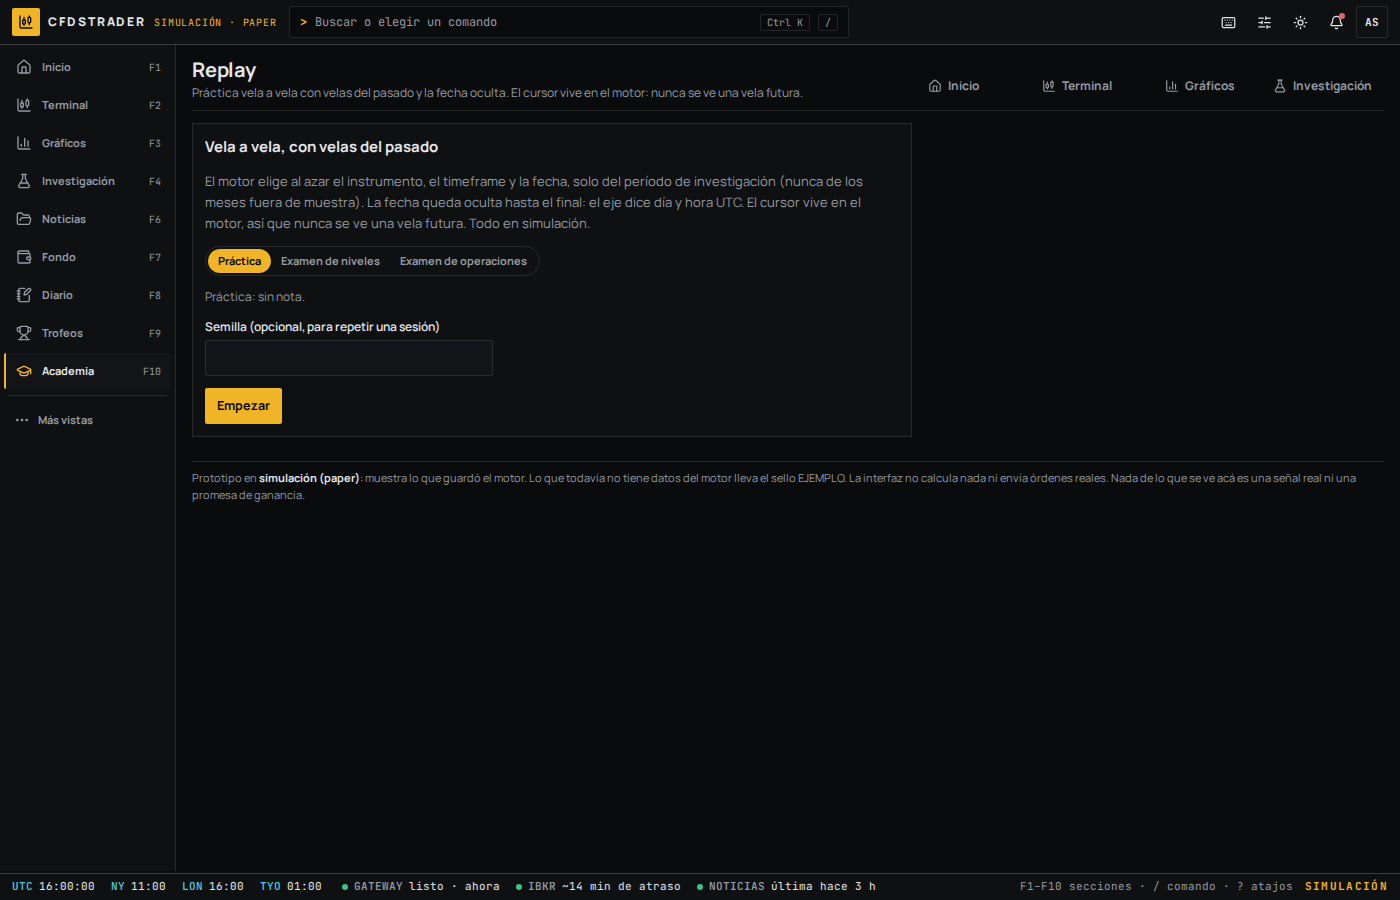 CFDSTRADER SIMULACIÓN · PAPER
> Buscar o elegir un comando Ctrl K /
AS
Inicio F1
Terminal F2
Gráficos F3
Investigación F4
Noticias F6
Fondo F7
Diario F8
Trofeos F9
Academia F10
Más vistas
Replay
Práctica vela a vela con velas del pasado y la fecha oculta. El cursor vive en el motor: nunca se ve una vela futura.
Inicio Terminal Gráficos Investigación
Vela a vela, con velas del pasado
El motor elige al azar el instrumento, el timeframe y la fecha, solo del período de investigación (nunca de los
meses fuera de muestra). La fecha queda oculta hasta el final: el eje dice día y hora UTC. El cursor vive en el
motor, así que nunca se ve una vela futura. Todo en simulación.
Práctica Examen de niveles Examen de operaciones
Práctica: sin nota.
Semilla (opcional, para repetir una sesión)
Empezar
Prototipo en simulación (paper): muestra lo que guardó el motor. Lo que todavía no tiene datos del motor lleva el sello EJEMPLO. La interfaz no calcula nada ni envía órdenes reales. Nada de lo que se ve acá es una señal real ni una
promesa de ganancia.
UTC 16:00:00 NY 11:00 LON 16:00 TYO 01:00 GATEWAY listo · ahora IBKR ~14 min de atraso NOTICIAS última hace 3 h F1–F10 secciones · / comando · ? atajos SIMULACIÓN